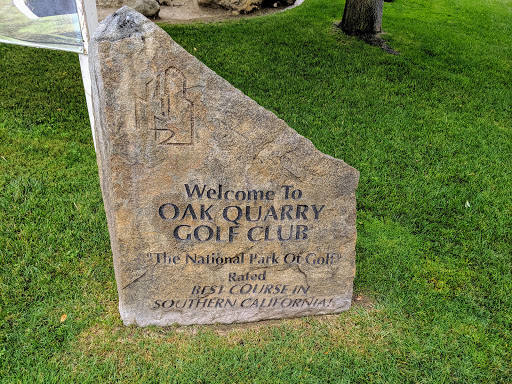 Welcome To
OAK QUARRY
GOLF CLUB
"The National Park Of Golf"
Rated
BEST COURSE IN
SOUTHERN CALIFORNIA!